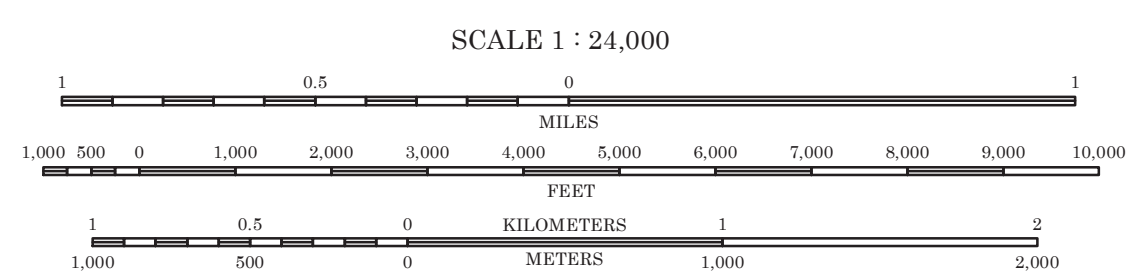 SCALE 1 : 24,000
1 0.5 0 1
MILES
1,000 500 0 1,000 2,000 3,000 4,000 5,000 6,000 7,000 8,000 9,000 10,000
FEET
1 0.5 0 KILOMETERS 1 2
1,000 500 0 METERS 1,000 2,000